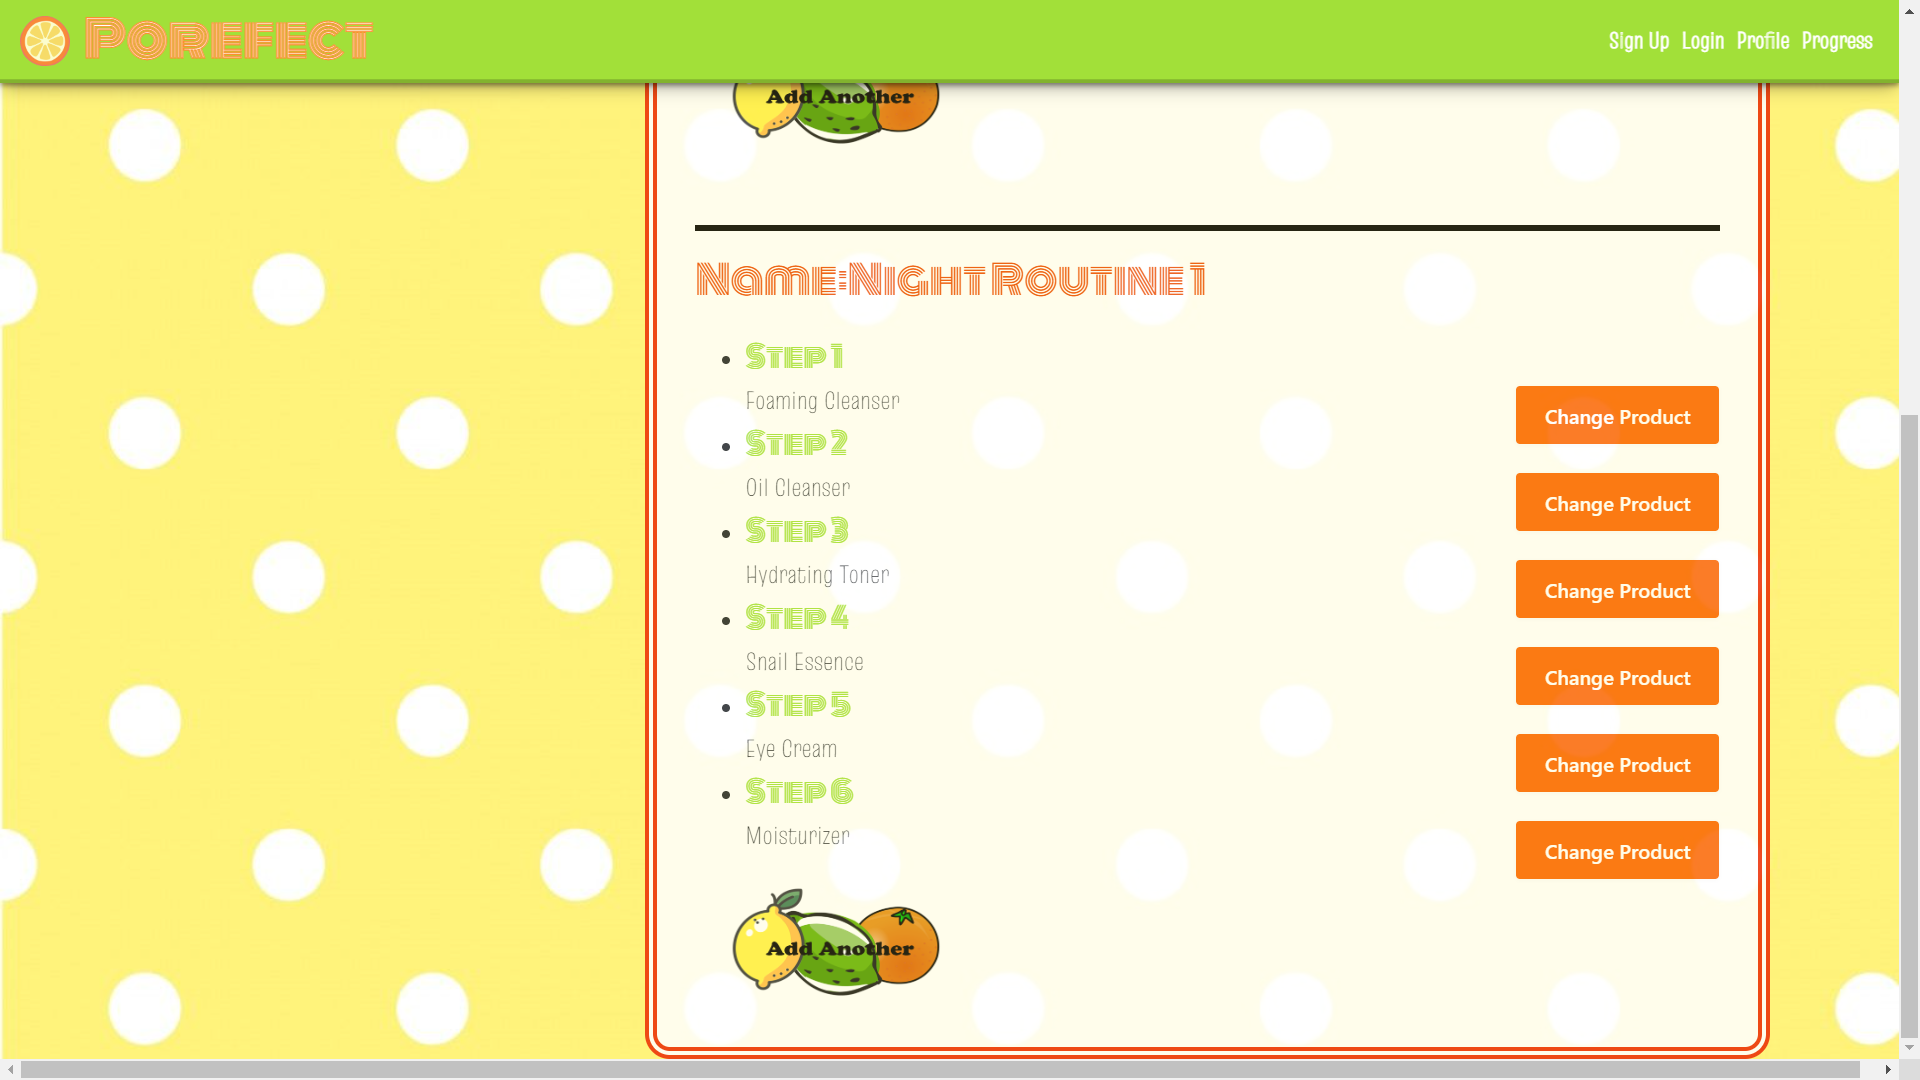 Porefect
Sign Up Login Profile Progress
Add Another
Name:Night Routine 1
Step 1
Foaming Cleanser
Change Product
Step 2
Oil Cleanser
Change Product
Step 3
Hydrating Toner
Change Product
Step 4
Snail Essence
Change Product
Step 5
Eye Cream
Change Product
Step 6
Moisturizer
Change Product
Add Another